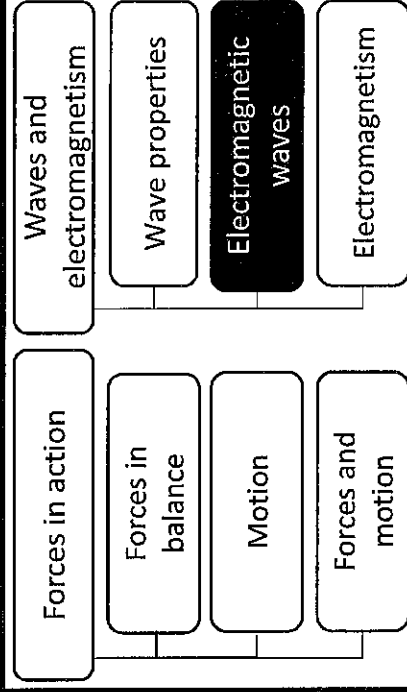 Forces in action
Forces in
balance
Motion
Forces and
motion
Waves and
electromagnetism
Wave properties
Electromagnetic
waves
Electromagnetism